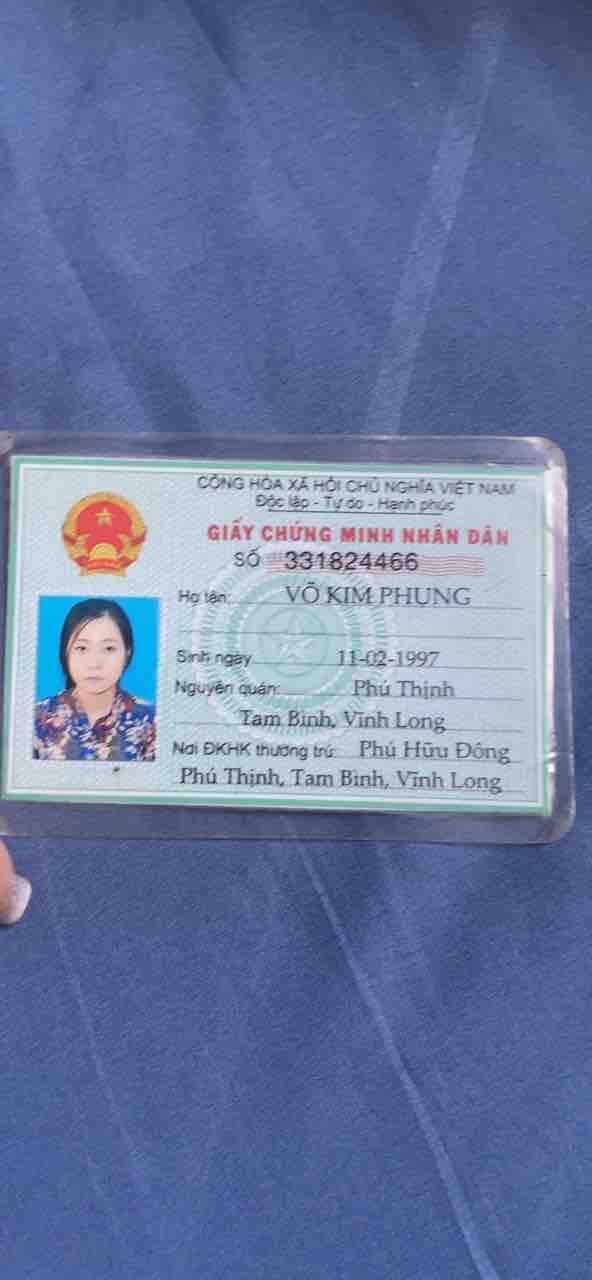 CỘNG HÒA XÃ HỘI CHỦ NGHĨA VIỆT NAM
Độc lập - Tự do - Hạnh phúc
GIẤY CHỨNG MINH NHÂN DÂN
SỐ 331824466
Họ tên: VÕ KIM PHỤNG
Sinh ngày 11-02-1997
Nguyên quán: Phú Thịnh
Tam Bình, Vĩnh Long
Nơi ĐKHK thường trú: Phú Hữu Đông
Phú Thịnh, Tam Bình, Vĩnh Long